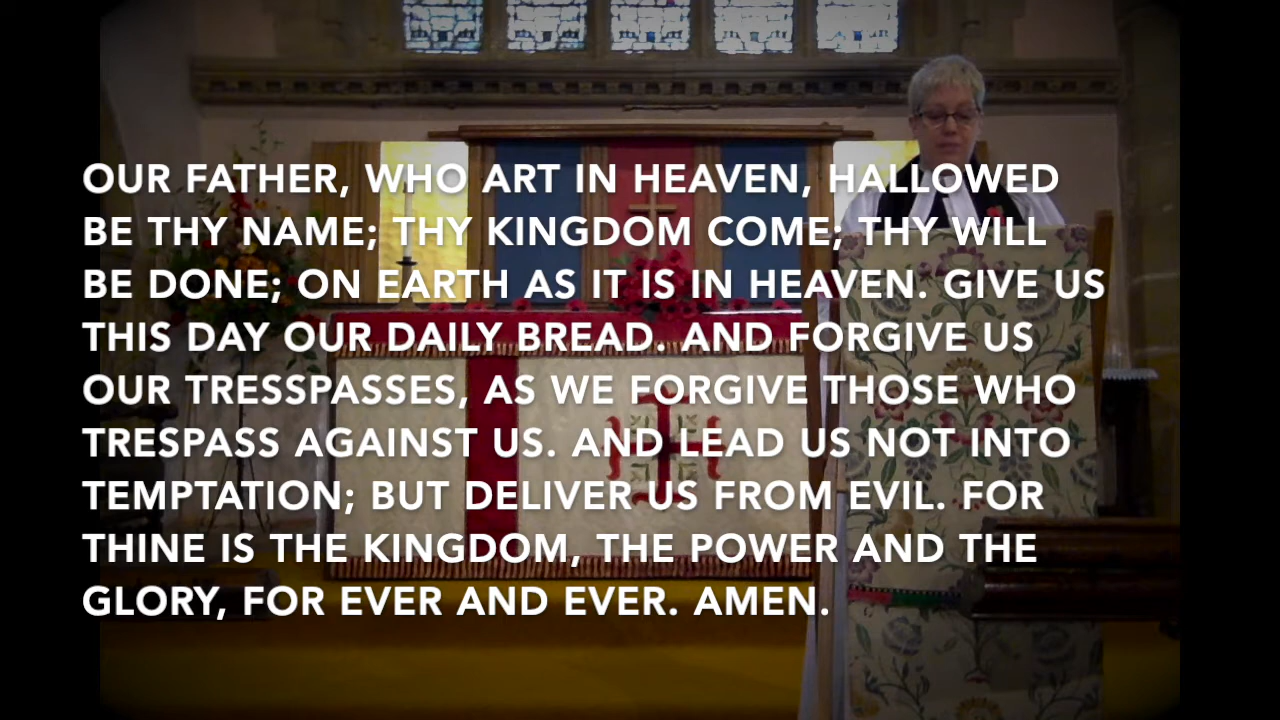 OUR FATHER, WHO ART IN HEAVEN, HALLOWED
BE THY NAME; THY KINGDOM COME; THY WILL
BE DONE; ON EARTH AS IT IS IN HEAVEN. GIVE US
THIS DAY OUR DAILY BREAD. AND FORGIVE US
OUR TRESSPASSES, AS WE FORGIVE THOSE WHO
TRESPASS AGAINST US. AND LEAD US NOT INTO
TEMPTATION; BUT DELIVER US FROM EVIL. FOR
THINE IS THE KINGDOM, THE POWER AND THE
GLORY, FOR EVER AND EVER. AMEN.